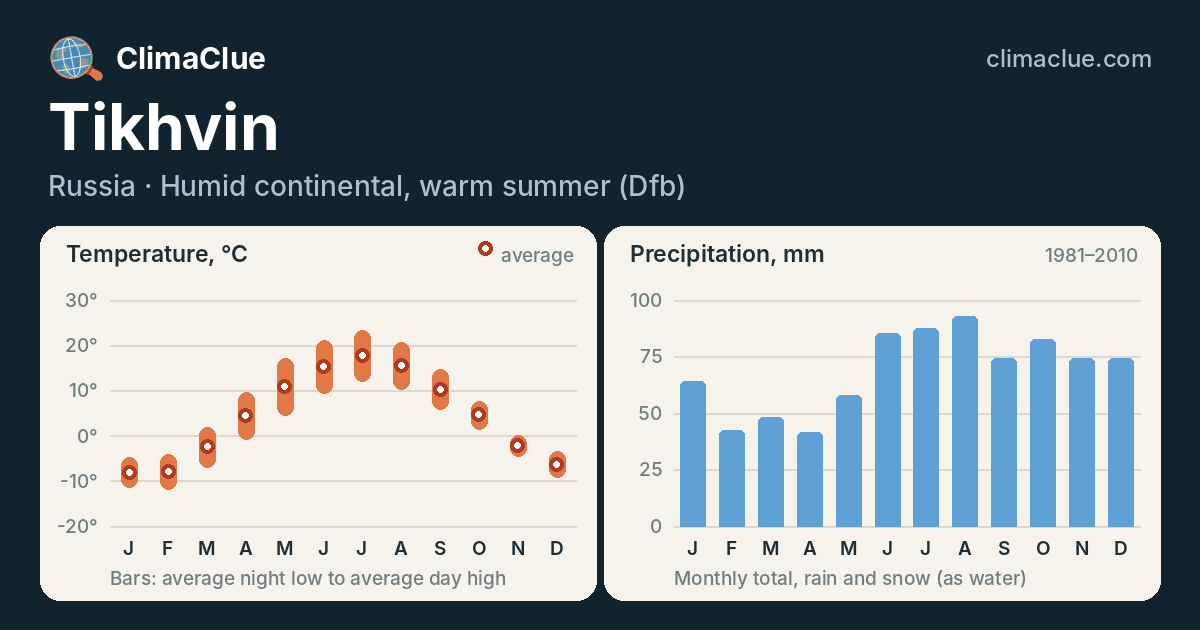 ClimaClue
climaclue.com
Tikhvin
Russia · Humid continental, warm summer (Dfb)
Temperature, °C
average
30°
20°
10°
0°
-10°
-20°
J F M A M J J A S O N D
Bars: average night low to average day high
Precipitation, mm
1981–2010
100
75
50
25
0
J F M A M J J A S O N D
Monthly total, rain and snow (as water)